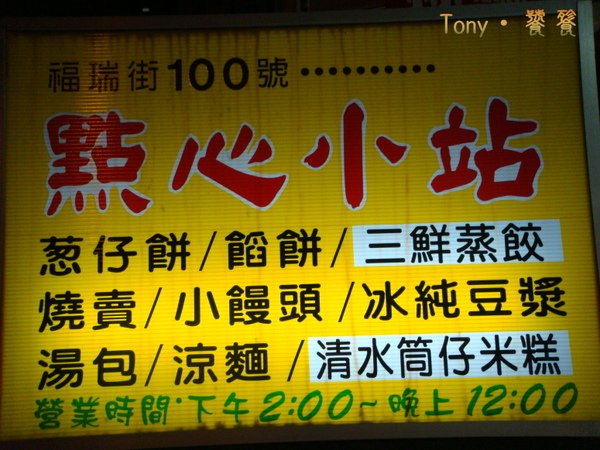 Tony·饕餮
福瑞街100號··········
點心小站
葱仔餅/餡餅/三鮮蒸餃
燒賣/小饅頭/冰純豆漿
湯包/涼麵/清水筒仔米糕
營業時間·下午2:00~晚上12:00